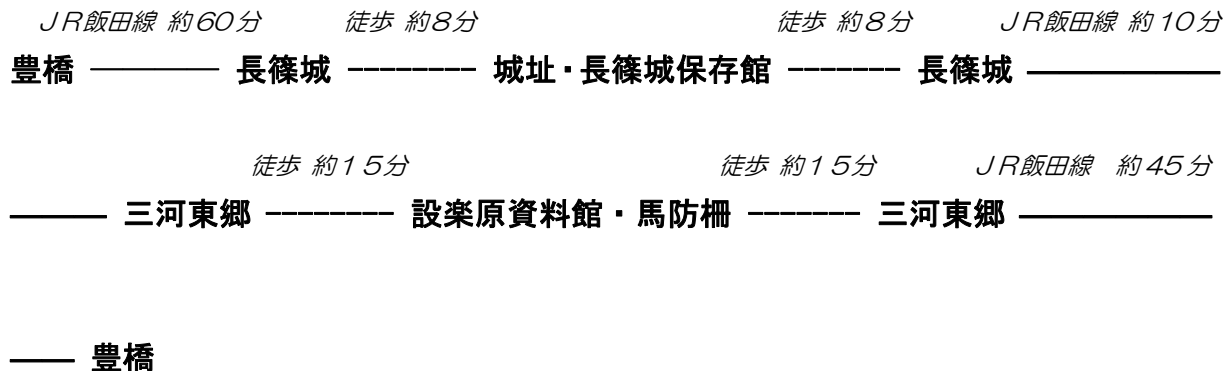 ＪＲ飯田線 約６０分 徒歩 約８分 徒歩 約８分 ＪＲ飯田線 約１０分
豊橋 ―――― 長篠城 -------- 城址・長篠城保存館 ------- 長篠城 ――――――
徒歩 約１５分 徒歩 約１５分 ＪＲ飯田線 約４５分
――― 三河東郷 -------- 設楽原資料館・馬防柵 ------- 三河東郷 ――――――
―― 豊橋